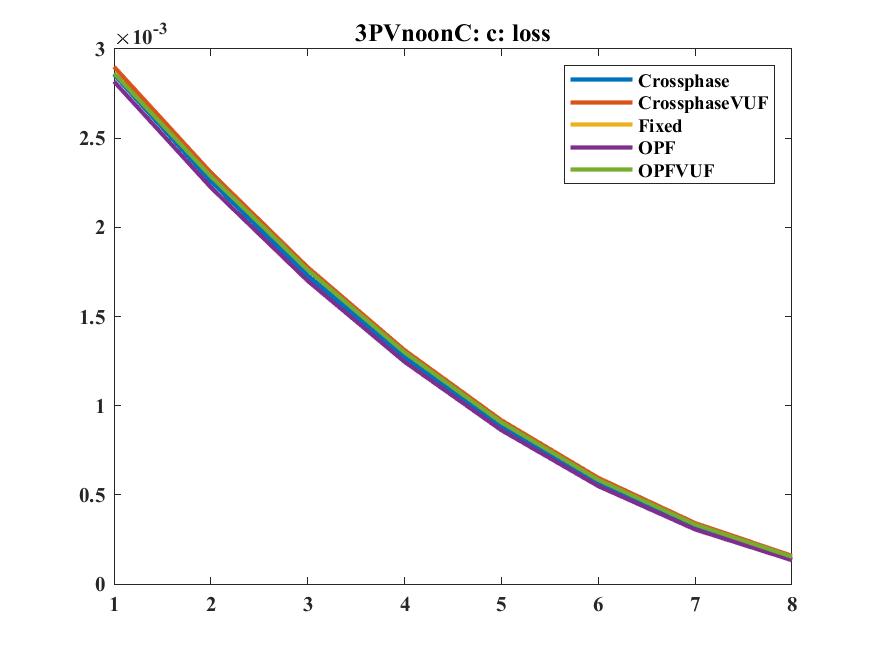 3PVnoonC: c: loss
×10⁻³
3
2.5
2
1.5
1
0.5
0
1 2 3 4 5 6 7 8
Crossphase
CrossphaseVUF
Fixed
OPF
OPFVUF